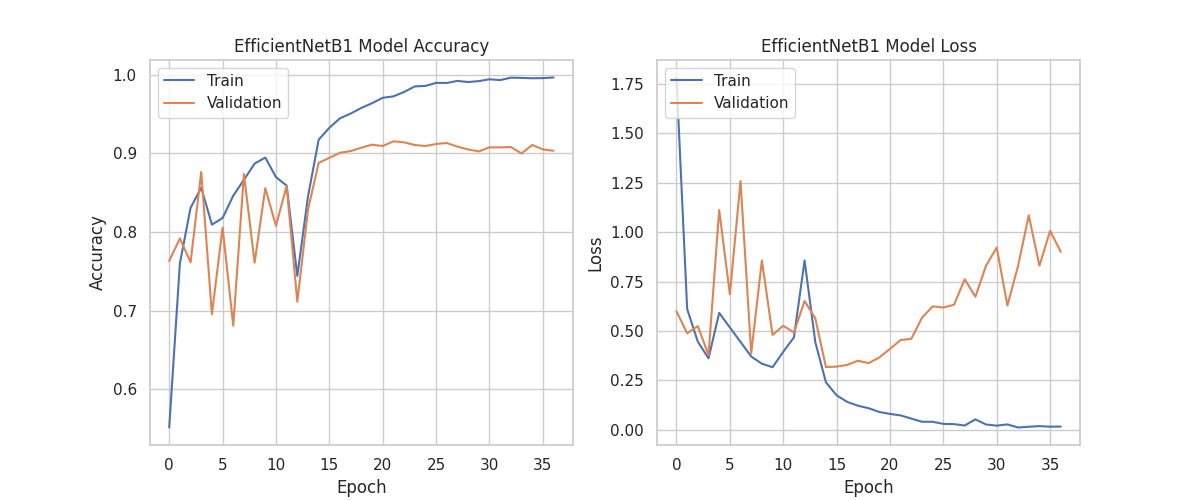 EfficientNetB1 Model Accuracy
Train
Validation
1.0
0.9
0.8
0.7
0.6
Accuracy
0 5 10 15 20 25 30 35
Epoch
EfficientNetB1 Model Loss
Train
Validation
1.75
1.50
1.25
1.00
0.75
0.50
0.25
0.00
Loss
0 5 10 15 20 25 30 35
Epoch